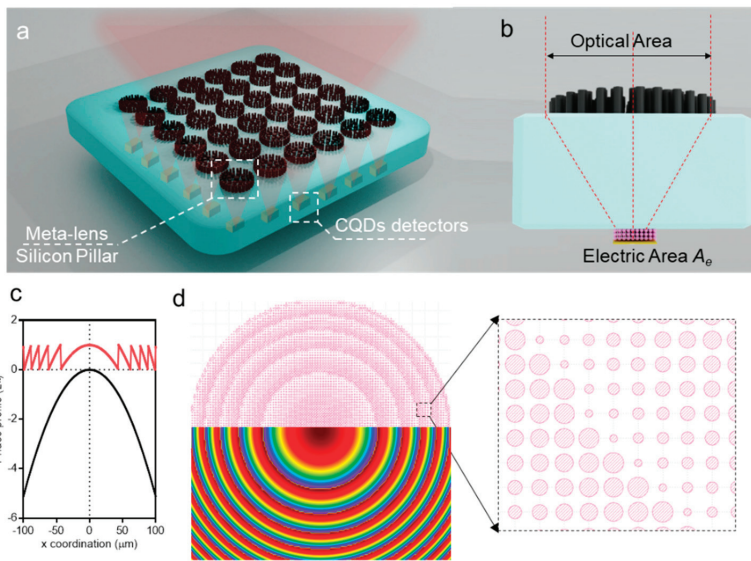 a
b
Optical Area
Meta-lens
Silicon Pillar
CQDs detectors
Electric Area Ae
c
d
2
0
-2
-4
-6
-100 -50 0 50 100
x coordination (μm)